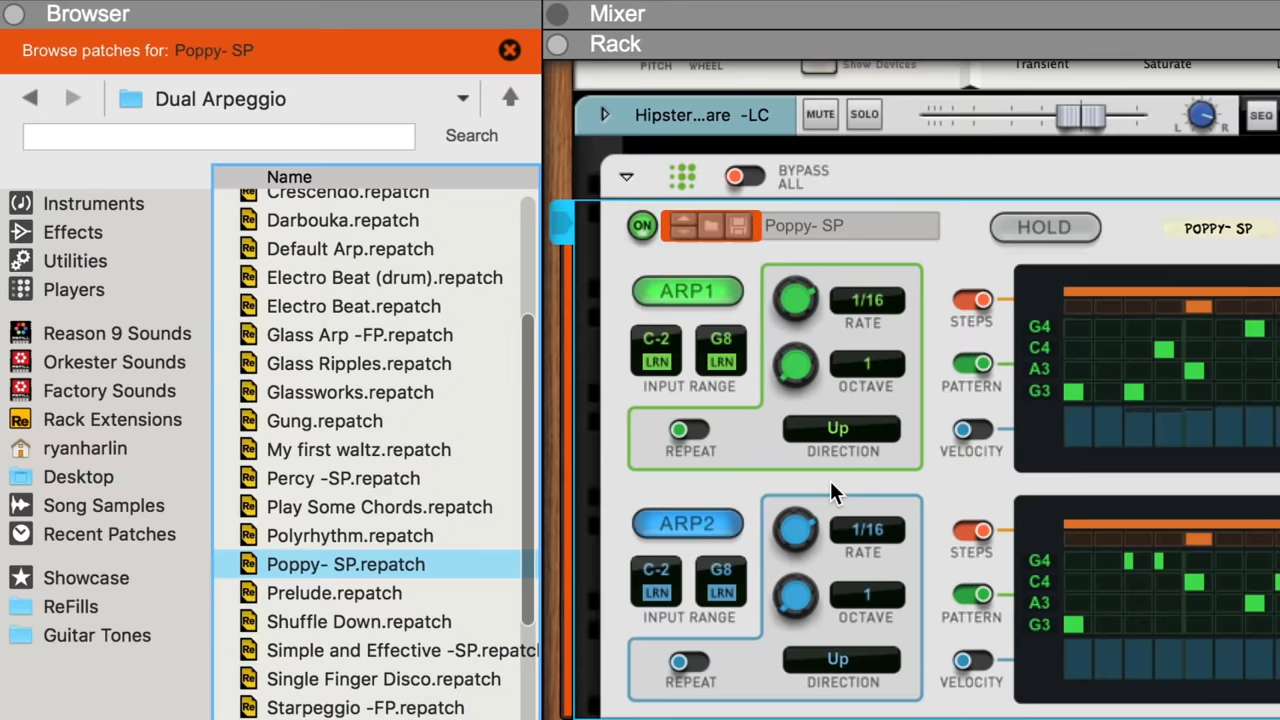 Browser
Browse patches for: Poppy- SP
Dual Arpeggio
Search
Name
Instruments
Effects
Utilities
Players
Reason 9 Sounds
Orkester Sounds
Factory Sounds
Rack Extensions
ryanharlin
Desktop
Song Samples
Recent Patches
Showcase
ReFills
Guitar Tones
Crescendo.repatch
Darbouka.repatch
Default Arp.repatch
Electro Beat (drum).repatch
Electro Beat.repatch
Glass Arp -FP.repatch
Glass Ripples.repatch
Glassworks.repatch
Gung.repatch
My first waltz.repatch
Percy -SP.repatch
Play Some Chords.repatch
Polyrhythm.repatch
Poppy- SP.repatch
Prelude.repatch
Shuffle Down.repatch
Simple and Effective -SP.repatch
Single Finger Disco.repatch
Starpeggio -FP.repatch
Mixer
Rack
PITCH WHEEL Show Devices Transient Saturate
Hipster...are -LC MUTE SOLO L R SEQ
BYPASS
ALL
ON Poppy- SP HOLD POPPY- SP
ARP1
C-2 G8
LRN LRN
INPUT RANGE
1/16
RATE
1
OCTAVE
Up
DIRECTION
REPEAT
STEPS
PATTERN
VELOCITY
G4
C4
A3
G3
ARP2
C-2 G8
LRN LRN
INPUT RANGE
1/16
RATE
1
OCTAVE
Up
DIRECTION
REPEAT
STEPS
PATTERN
VELOCITY
G4
C4
A3
G3